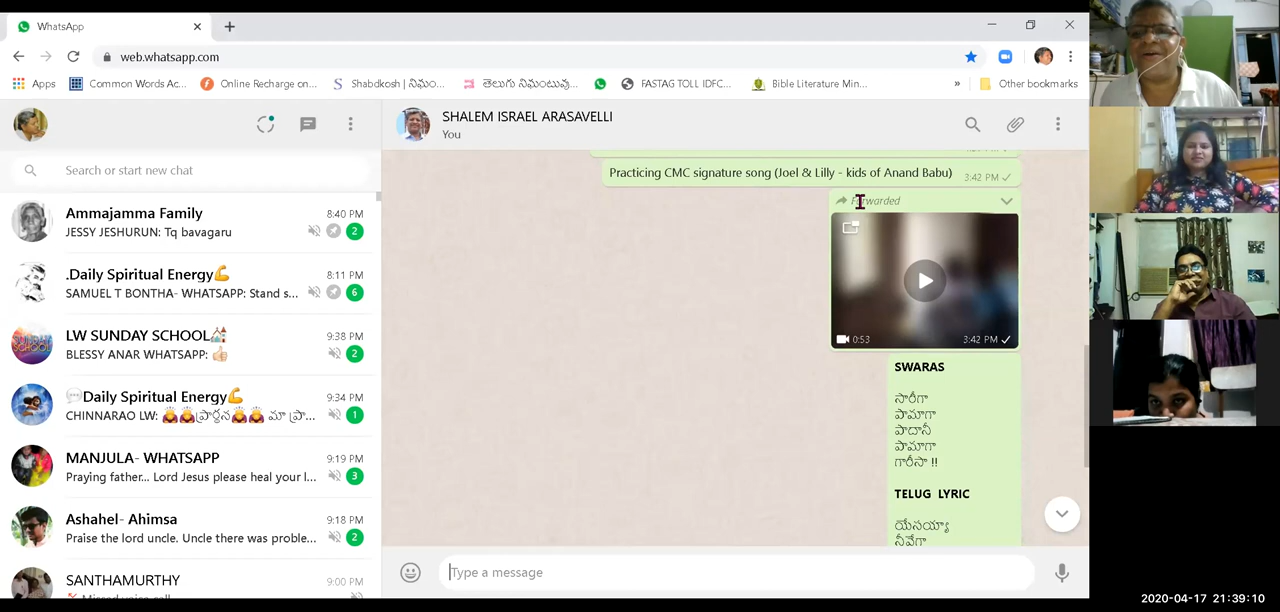 WhatsApp
web.whatsapp.com
Apps
Common Words Ac...
Online Recharge on...
Shabdkosh | నిఘం...
తెలుగు నిఘంటువు...
FASTAG TOLL IDFC...
Bible Literature Min...
»
Other bookmarks
Search or start new chat
Ammajamma Family 8:40 PM
JESSY JESHURUN: Tq bavagaru 2
.Daily Spiritual Energy💪 8:11 PM
SAMUEL T BONTHA- WHATSAPP: Stand s... 6
LW SUNDAY SCHOOL 9:38 PM
BLESSY ANAR WHATSAPP: 👍🏻 2
💬Daily Spiritual Energy💪 9:34 PM
CHINNARAO LW: ప్రార్థన మా ప్రా... 1
MANJULA- WHATSAPP 9:19 PM
Praying father... Lord Jesus please heal your l... 3
Ashahel- Ahimsa 9:18 PM
Praise the lord uncle. Uncle there was proble... 2
SANTHAMURTHY 9:00 PM
Missed voice call
SHALEM ISRAEL ARASAVELLI
You
Practicing CMC signature song (Joel & Lilly - kids of Anand Babu) 3:42 PM
Forwarded
0:53 3:42 PM
SWARAS
సారీగా
పామాగా
పాదానీ
పామాగా
గారీసా !!
TELUG LYRIC
యేసయ్యా
నీవేగా
Type a message
2020-04-17 21:39:10